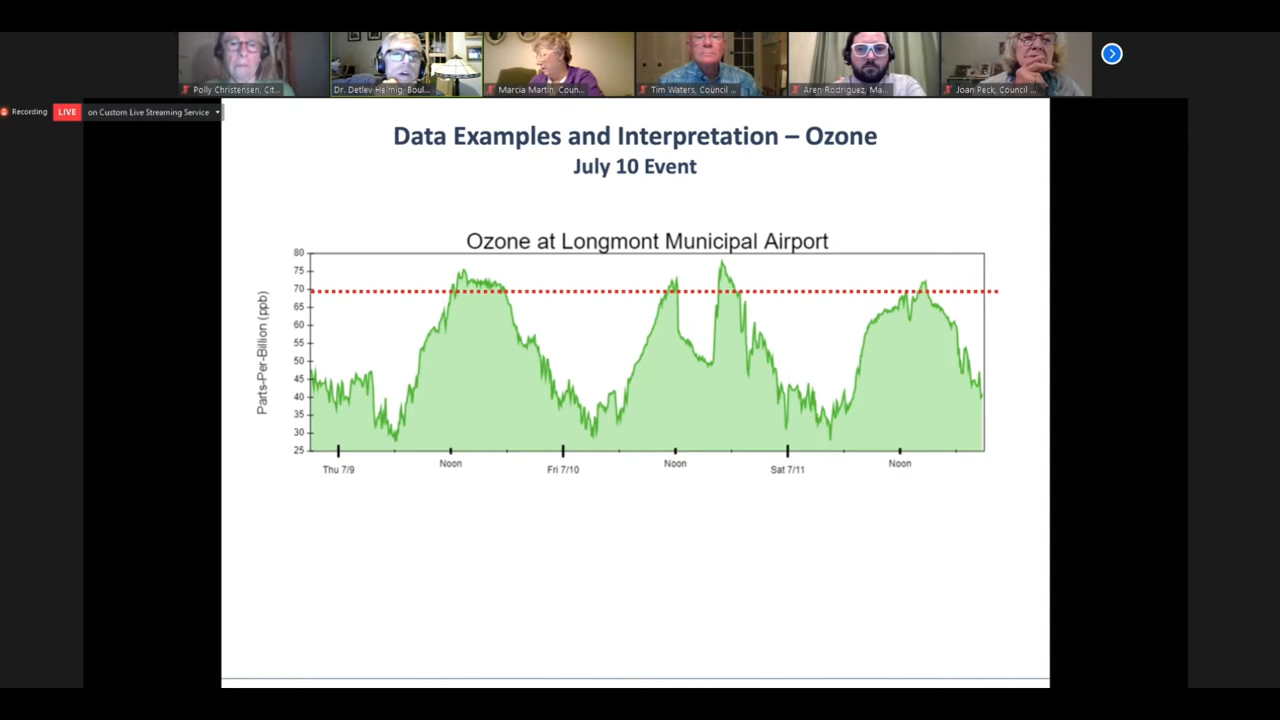 Polly Christensen, Cit...
Dr. Detlev Helmig, Boul...
Marcia Martin, Coun...
Tim Waters, Council ...
Aren Rodriguez, Ma...
Joan Peck, Council ...
Recording
LIVE
on Custom Live Streaming Service
Data Examples and Interpretation – Ozone
July 10 Event
Ozone at Longmont Municipal Airport
Parts-Per-Billion (ppb)
80
75
70
65
60
55
50
45
40
35
30
25
Thu 7/9
Noon
Fri 7/10
Noon
Sat 7/11
Noon